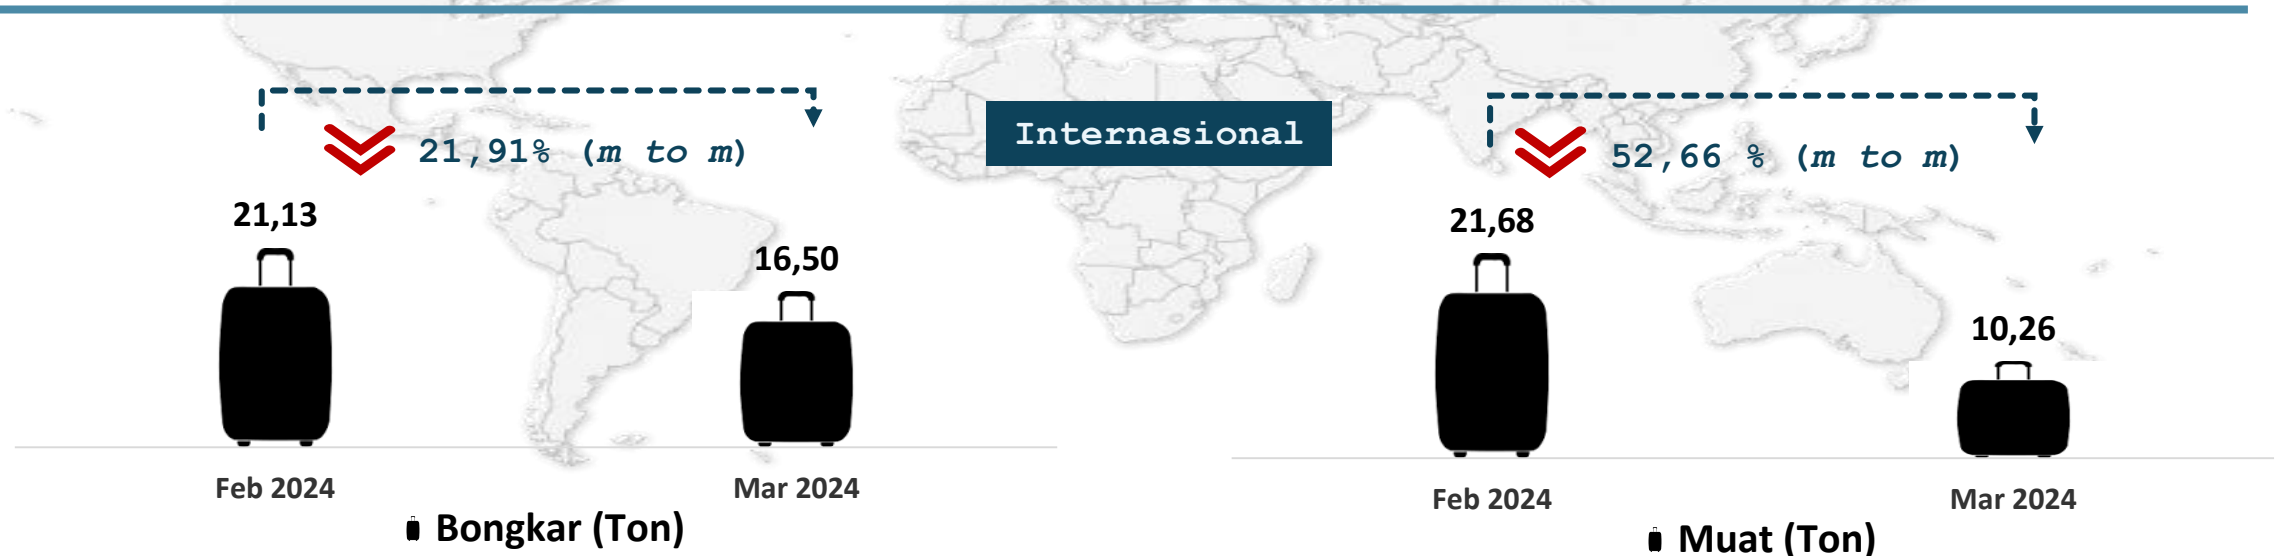 Internasional
21,91% (m to m)
21,13
16,50
Feb 2024
Mar 2024
Bongkar (Ton)
52,66 % (m to m)
21,68
10,26
Feb 2024
Mar 2024
Muat (Ton)